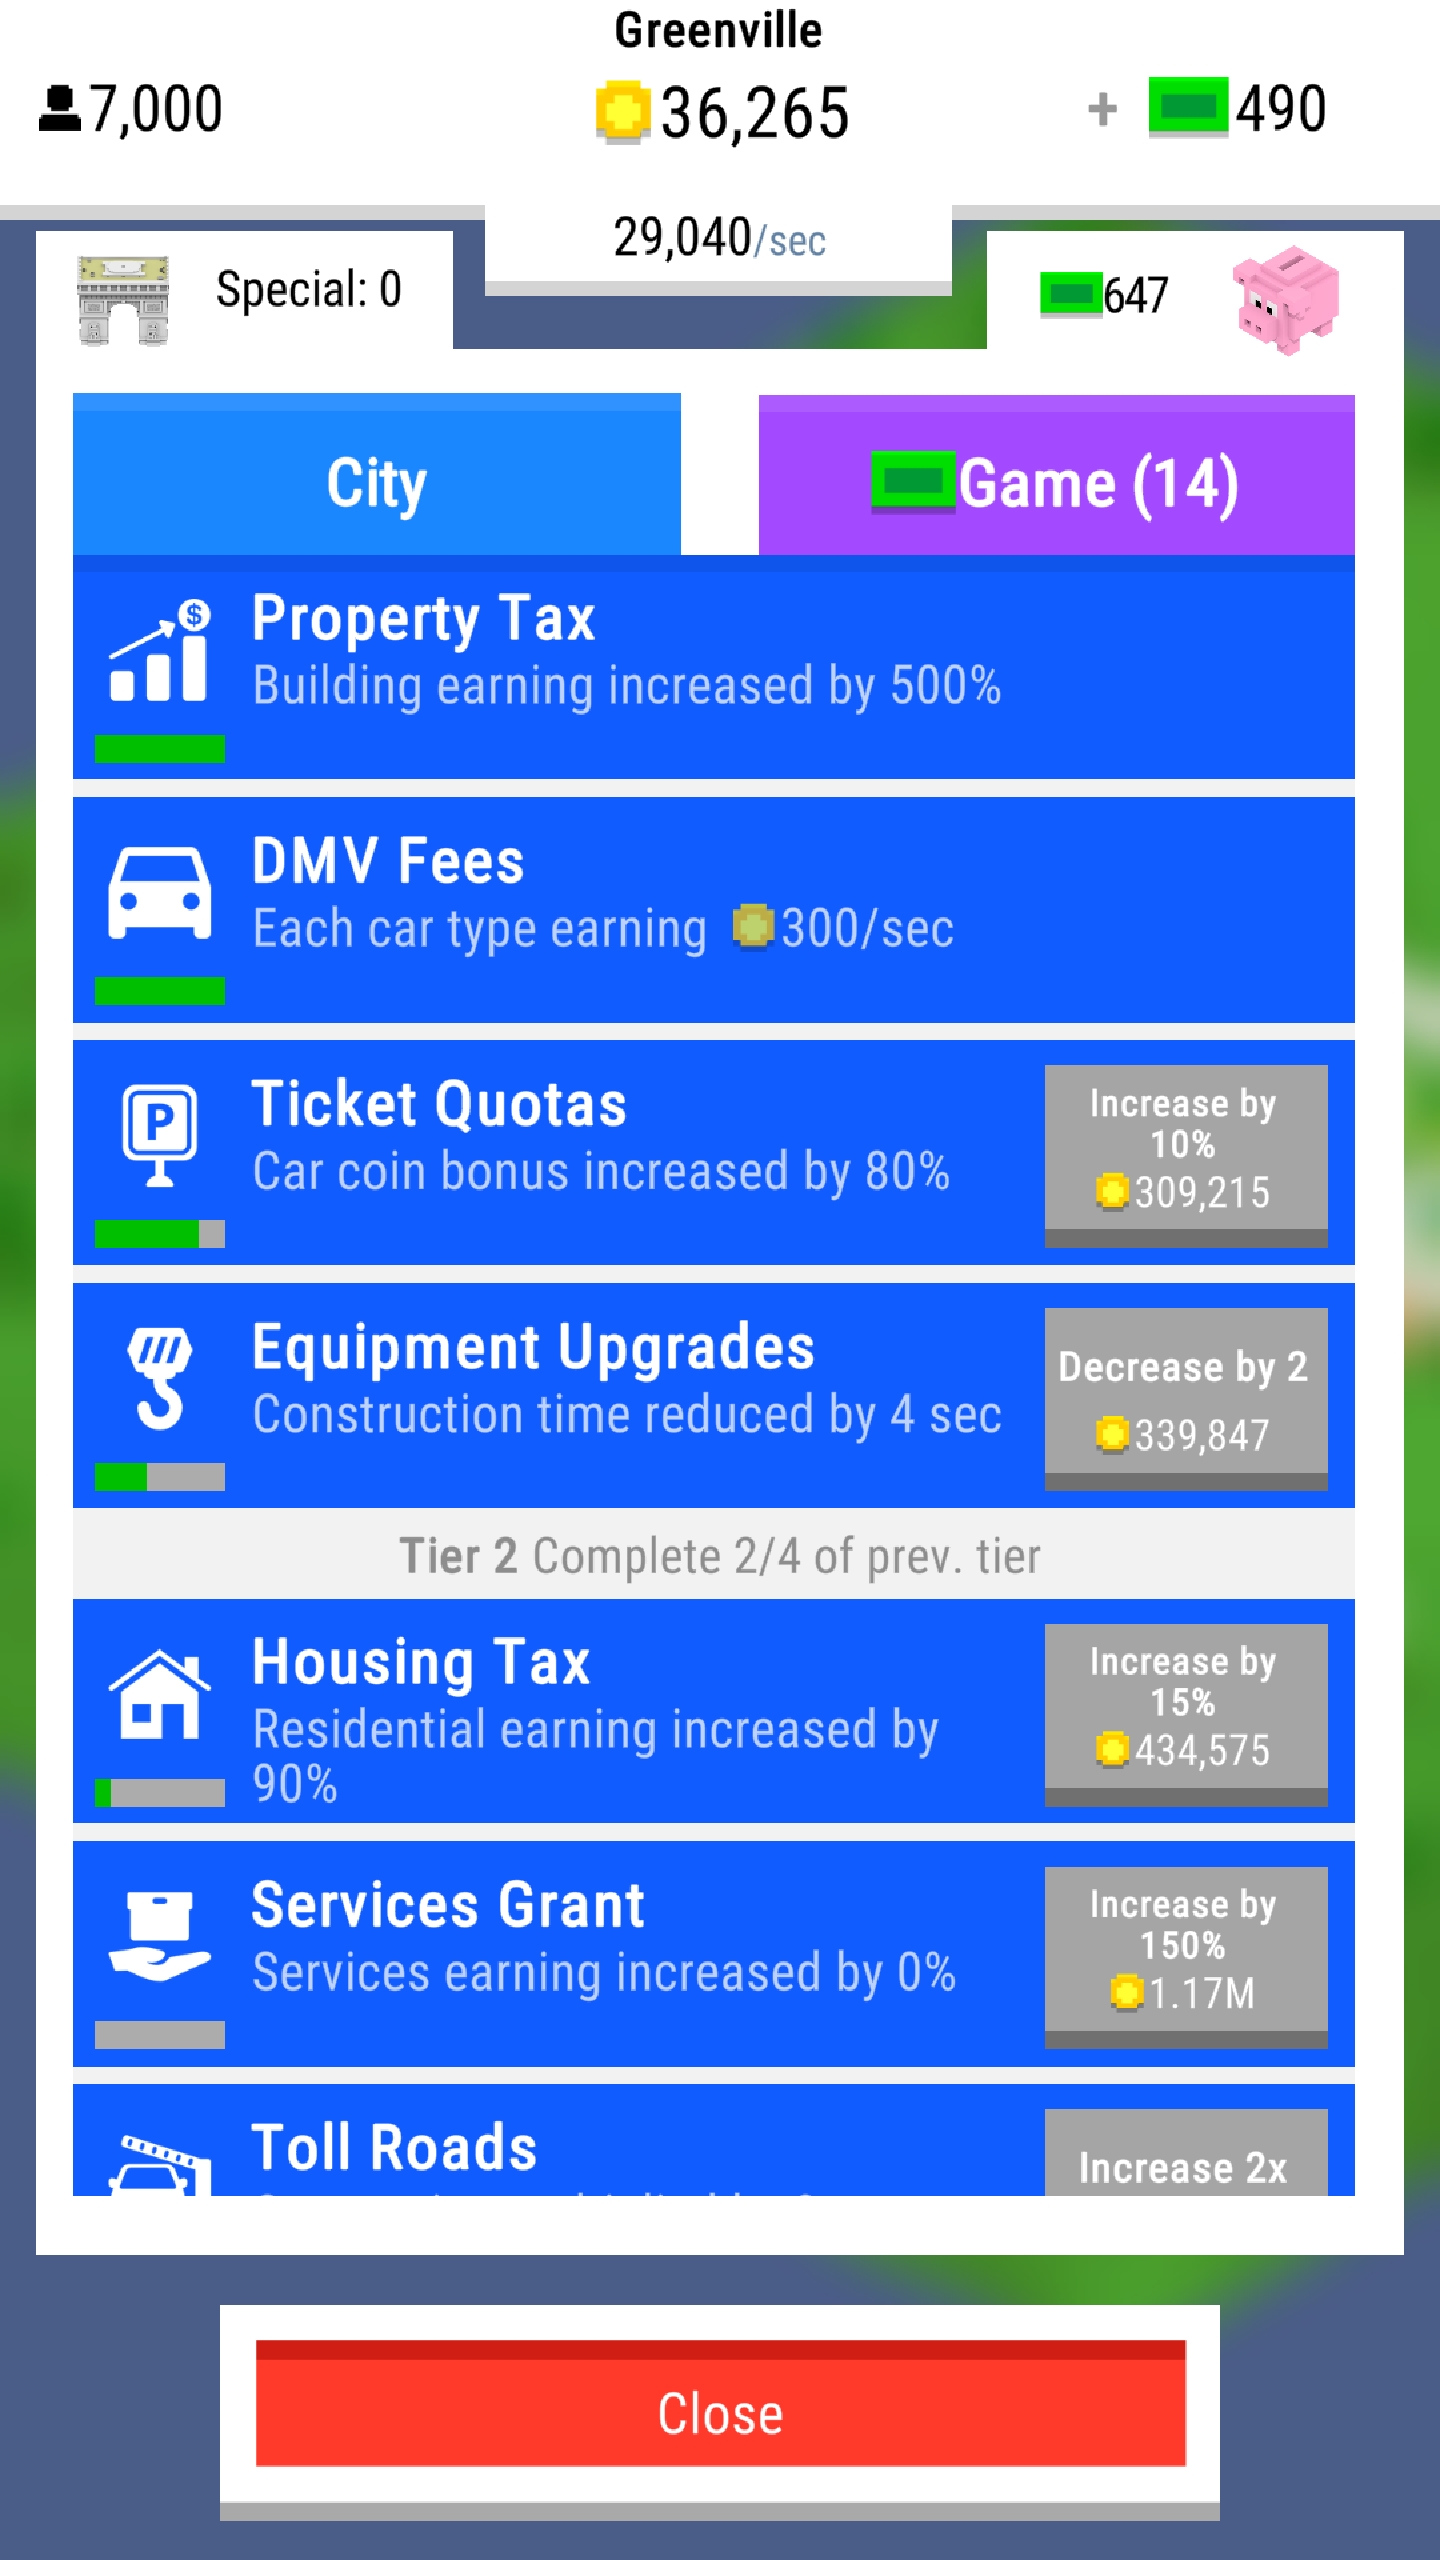 Greenville
7,000
36,265
+ 490
29,040/sec
Special: 0
647
City
Game (14)
$
Property Tax
Building earning increased by 500%
DMV Fees
Each car type earning 300/sec
P
Ticket Quotas
Car coin bonus increased by 80%
Increase by
10%
309,215
Equipment Upgrades
Construction time reduced by 4 sec
Decrease by 2
339,847
Tier 2 Complete 2/4 of prev. tier
Housing Tax
Residential earning increased by
90%
Increase by
15%
434,575
Services Grant
Services earning increased by 0%
Increase by
150%
1.17M
Toll Roads
Increase 2x
Close